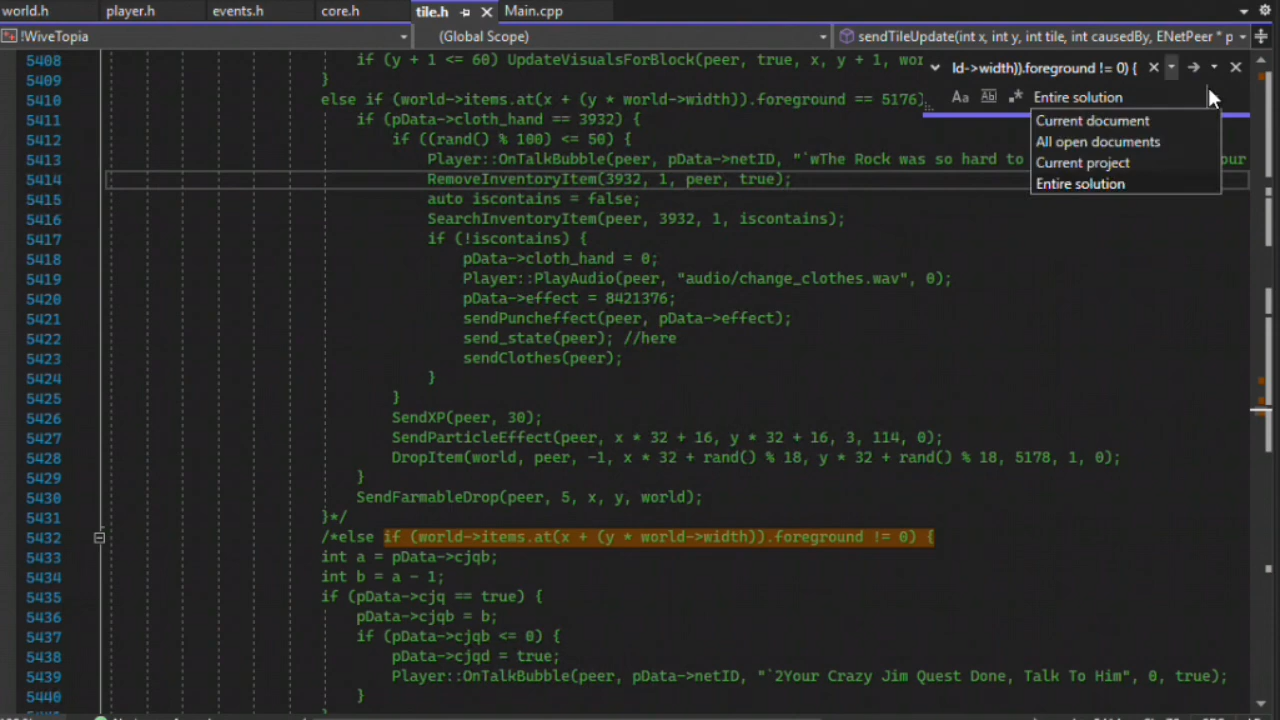 world.h player.h events.h core.h tile.h Main.cpp
!WiveTopia (Global Scope) sendTileUpdate(int x, int y, int tile, int causedBy, ENetPeer * p
ld->width)).foreground != 0) {
Aa Ab Entire solution
Current document
All open documents
Current project
Entire solution
5408 if (y + 1 <= 60) UpdateVisualsForBlock(peer, true, x, y + 1, wor
5409 }
5410 else if (world->items.at(x + (y * world->width)).foreground == 5176)
5411 if (pData->cloth_hand == 3932) {
5412 if ((rand() % 100) <= 50) {
5413 Player::OnTalkBubble(peer, pData->netID, "`wThe Rock was so hard to our
5414 RemoveInventoryItem(3932, 1, peer, true);
5415 auto iscontains = false;
5416 SearchInventoryItem(peer, 3932, 1, iscontains);
5417 if (!iscontains) {
5418 pData->cloth_hand = 0;
5419 Player::PlayAudio(peer, "audio/change_clothes.wav", 0);
5420 pData->effect = 8421376;
5421 sendPuncheffect(peer, pData->effect);
5422 send_state(peer); //here
5423 sendClothes(peer);
5424 }
5425 }
5426 SendXP(peer, 30);
5427 SendParticleEffect(peer, x * 32 + 16, y * 32 + 16, 3, 114, 0);
5428 DropItem(world, peer, -1, x * 32 + rand() % 18, y * 32 + rand() % 18, 5178, 1, 0);
5429 }
5430 SendFarmableDrop(peer, 5, x, y, world);
5431 }*/
5432 /*else if (world->items.at(x + (y * world->width)).foreground != 0) {
5433 int a = pData->cjqb;
5434 int b = a - 1;
5435 if (pData->cjq == true) {
5436 pData->cjqb = b;
5437 if (pData->cjqb <= 0) {
5438 pData->cjqd = true;
5439 Player::OnTalkBubble(peer, pData->netID, "`2Your Crazy Jim Quest Done, Talk To Him", 0, true);
5440 }